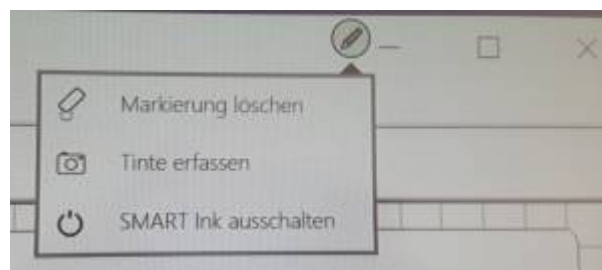 Markierung löschen
Tinte erfassen
SMART Ink ausschalten